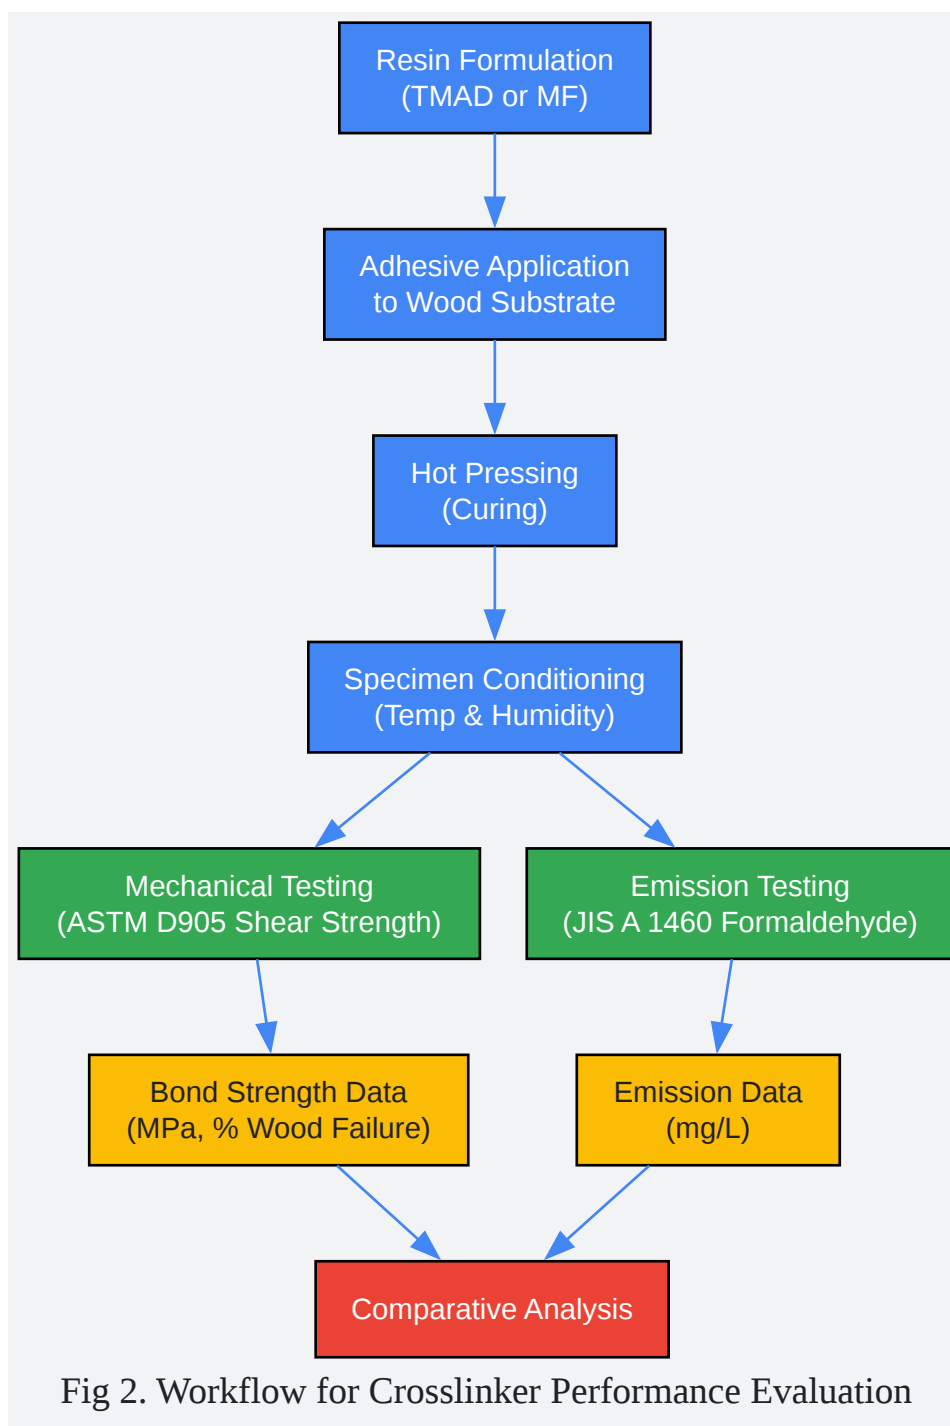 Resin Formulation
(TMAD or MF)
Adhesive Application
to Wood Substrate
Hot Pressing
(Curing)
Specimen Conditioning
(Temp & Humidity)
Mechanical Testing
(ASTM D905 Shear Strength)
Emission Testing
(JIS A 1460 Formaldehyde)
Bond Strength Data
(MPa, % Wood Failure)
Emission Data
(mg/L)
Comparative Analysis
Fig 2. Workflow for Crosslinker Performance Evaluation